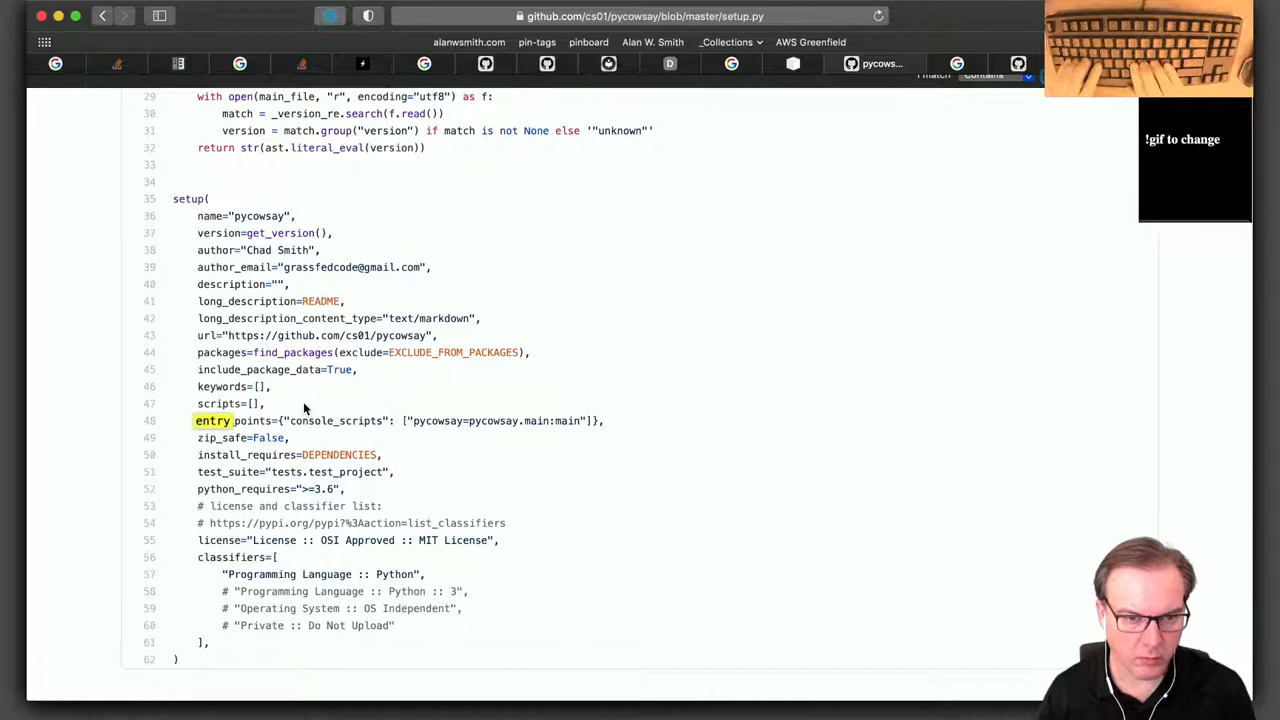 github.com/cs01/pycowsay/blob/master/setup.py
alanwsmith.com pin-tags pinboard Alan W. Smith _Collections AWS Greenfield
pycows...
1 match Contains
!gif to change
29 with open(main_file, "r", encoding="utf8") as f:
30 match = _version_re.search(f.read())
31 version = match.group("version") if match is not None else '"unknown"'
32 return str(ast.literal_eval(version))
33
34
35 setup(
36 name="pycowsay",
37 version=get_version(),
38 author="Chad Smith",
39 author_email="grassfedcode@gmail.com",
40 description="",
41 long_description=README,
42 long_description_content_type="text/markdown",
43 url="https://github.com/cs01/pycowsay",
44 packages=find_packages(exclude=EXCLUDE_FROM_PACKAGES),
45 include_package_data=True,
46 keywords=[],
47 scripts=[],
48 entry_points={"console_scripts": ["pycowsay=pycowsay.main:main"]},
49 zip_safe=False,
50 install_requires=DEPENDENCIES,
51 test_suite="tests.test_project",
52 python_requires=">=3.6",
53 # license and classifier list:
54 # https://pypi.org/pypi?%3Aaction=list_classifiers
55 license="License :: OSI Approved :: MIT License",
56 classifiers=[
57 "Programming Language :: Python",
58 # "Programming Language :: Python :: 3",
59 # "Operating System :: OS Independent",
60 # "Private :: Do Not Upload"
61 ],
62 )